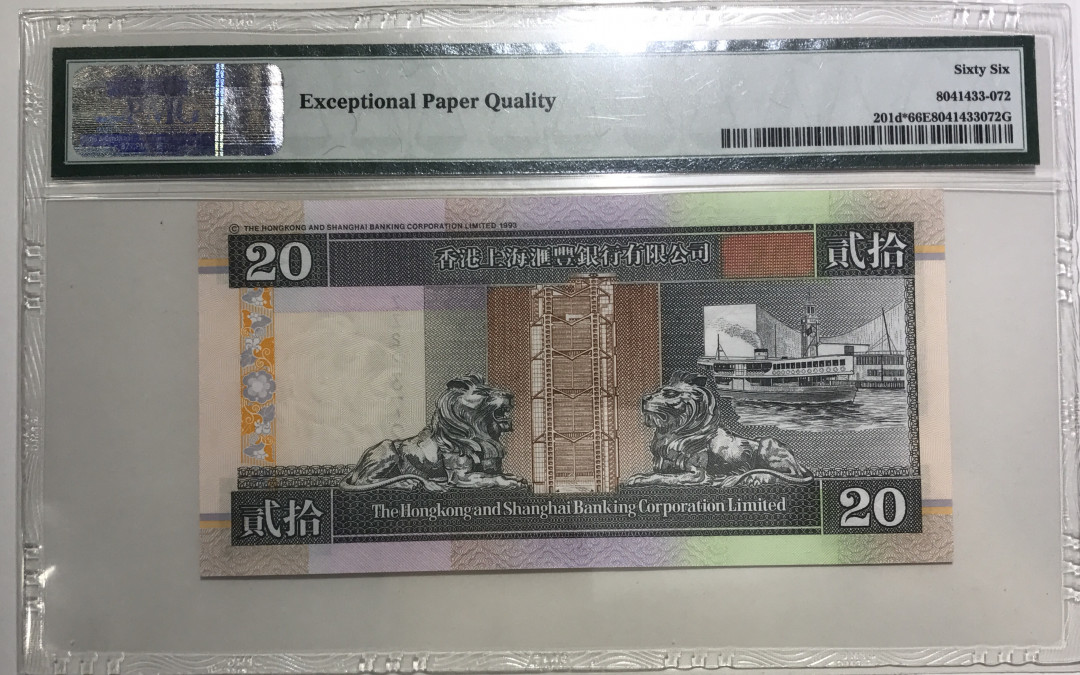 Sixty Six
Exceptional Paper Quality
8041433-072
201d*66E8041433072G
© THE HONGKONG AND SHANGHAI BANKING CORPORATION LIMITED 1993
20
香港上海滙豐銀行有限公司
貳拾
貳拾
The Hongkong and Shanghai Banking Corporation Limited
20